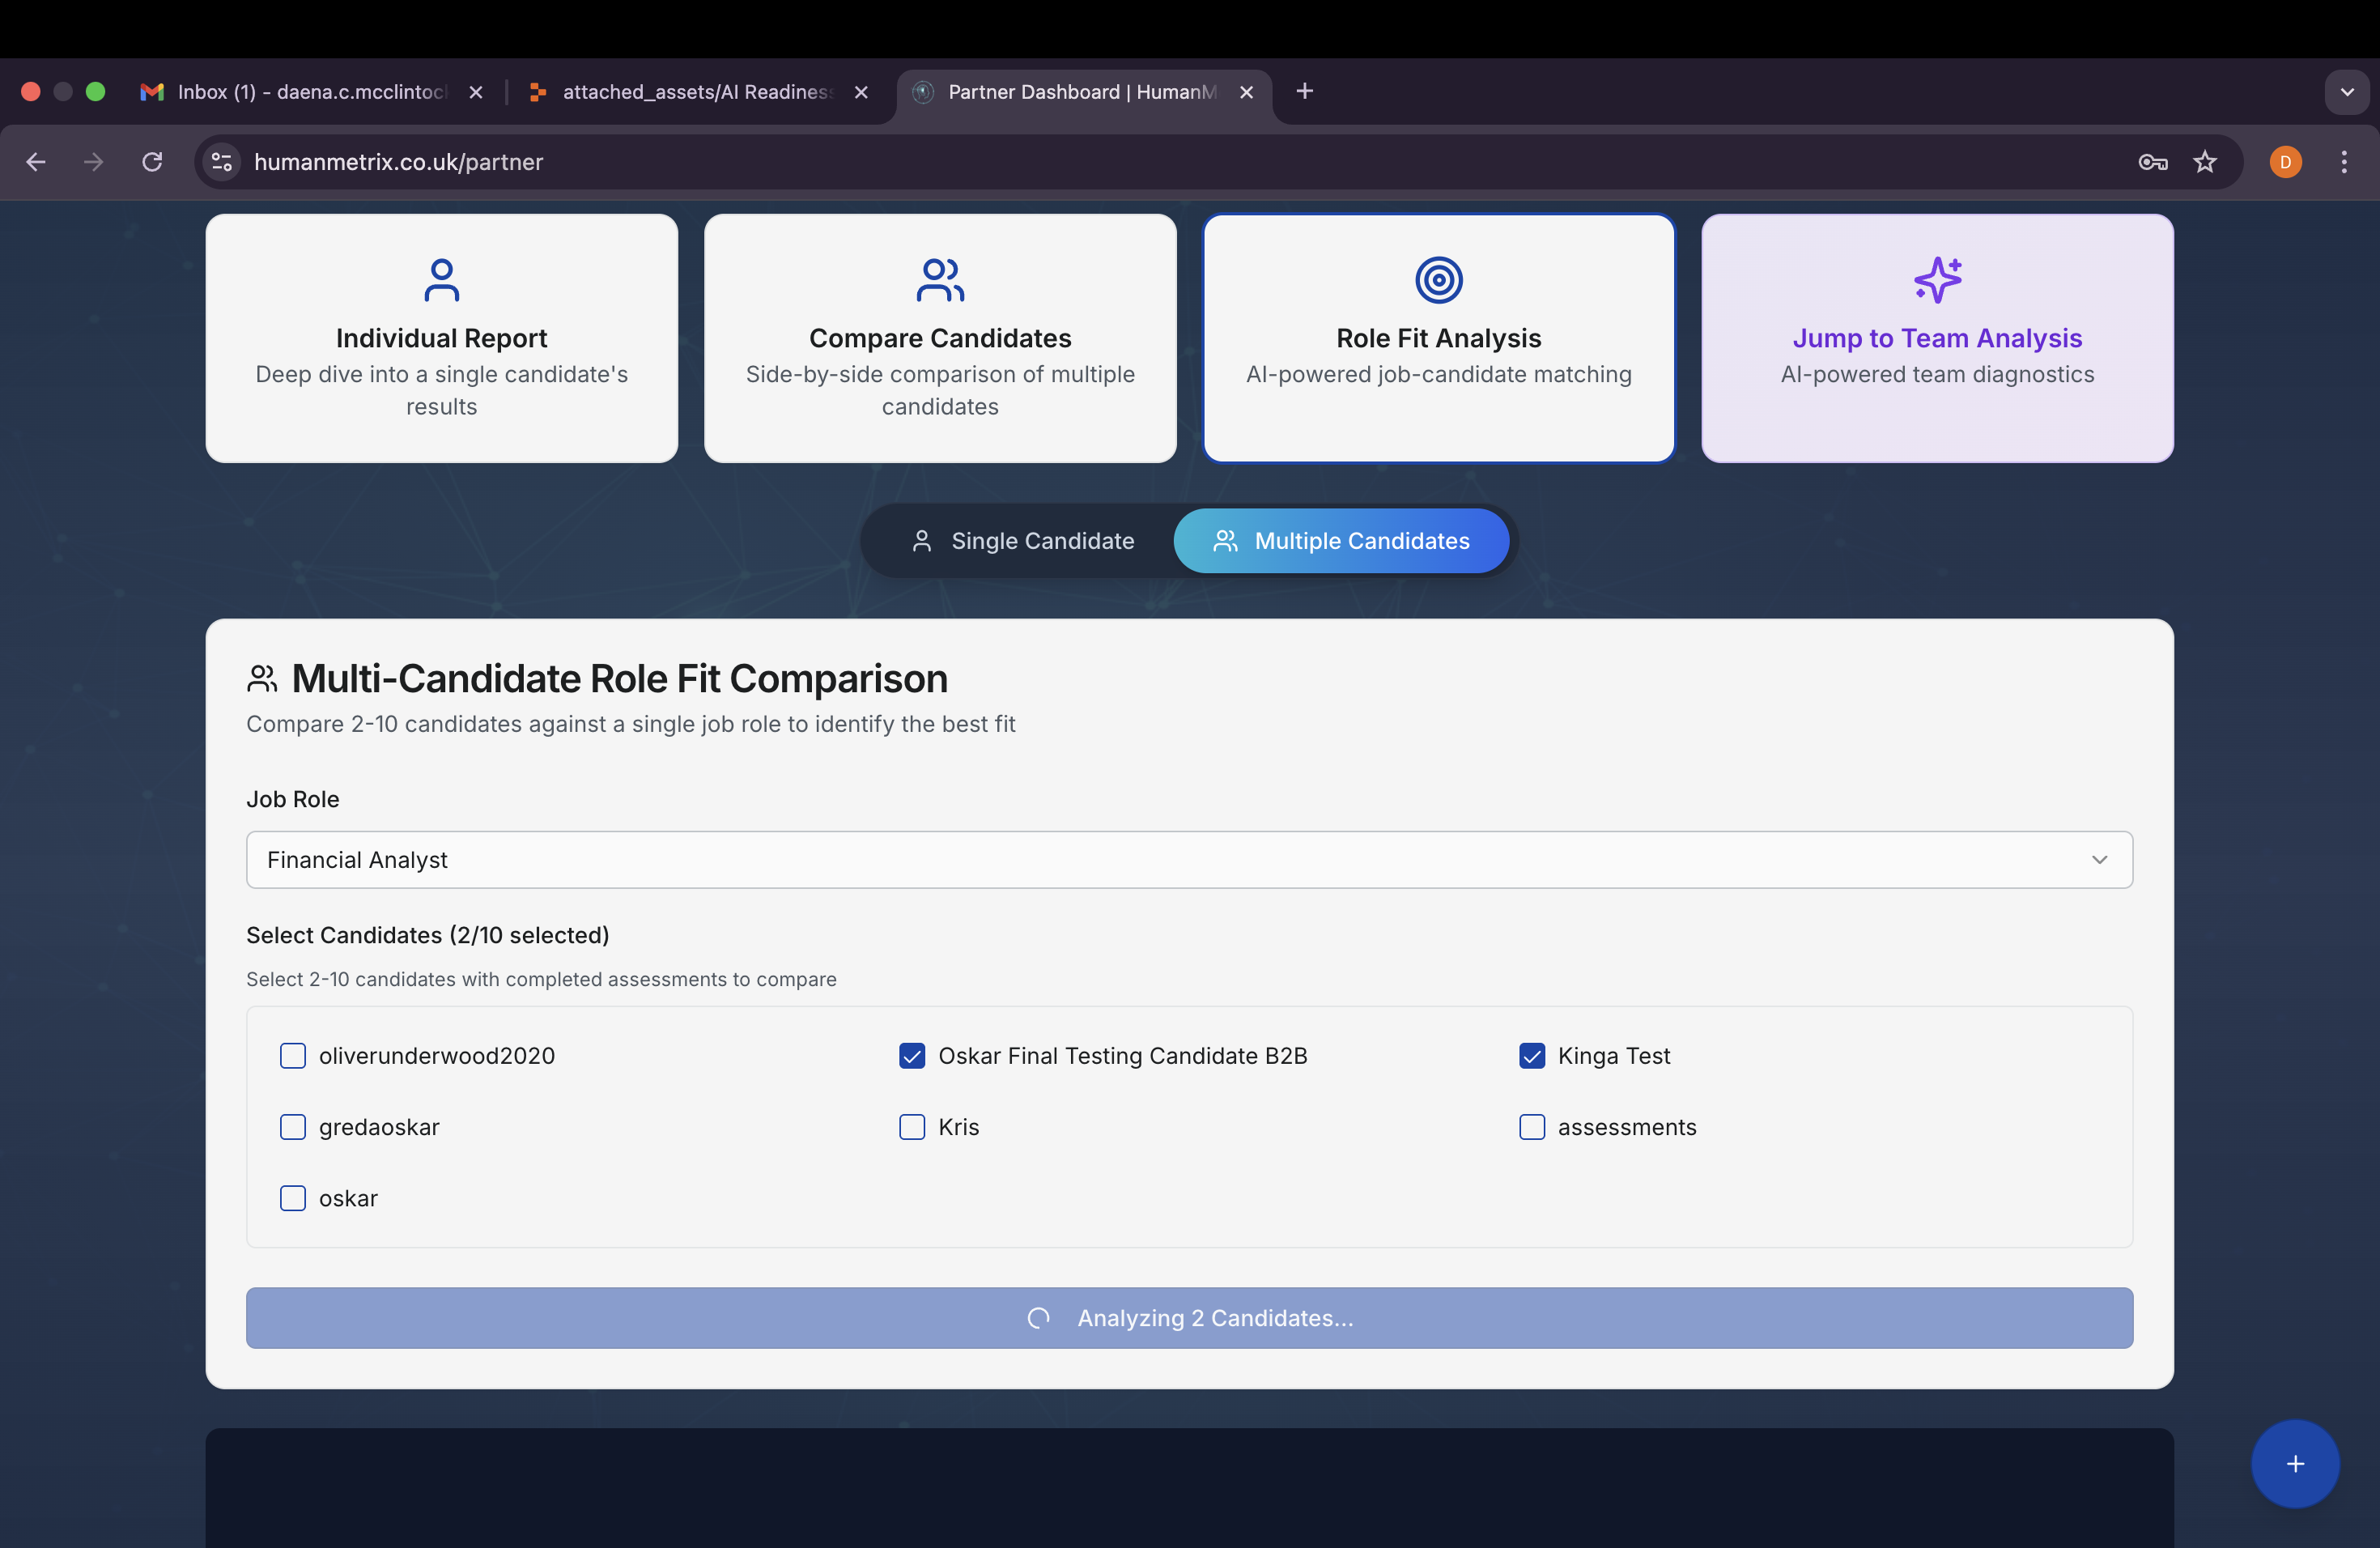 Inbox (1) - daena.c.mcclintoc
attached_assets/AI Readiness
Partner Dashboard | HumanM
humanmetrix.co.uk/partner
D
Individual Report
Deep dive into a single candidate's
results
Compare Candidates
Side-by-side comparison of multiple
candidates
Role Fit Analysis
AI-powered job-candidate matching
Jump to Team Analysis
AI-powered team diagnostics
Single Candidate
Multiple Candidates
Multi-Candidate Role Fit Comparison
Compare 2-10 candidates against a single job role to identify the best fit
Job Role
Financial Analyst
Select Candidates (2/10 selected)
Select 2-10 candidates with completed assessments to compare
oliverunderwood2020
Oskar Final Testing Candidate B2B
Kinga Test
gredaoskar
Kris
assessments
oskar
Analyzing 2 Candidates...